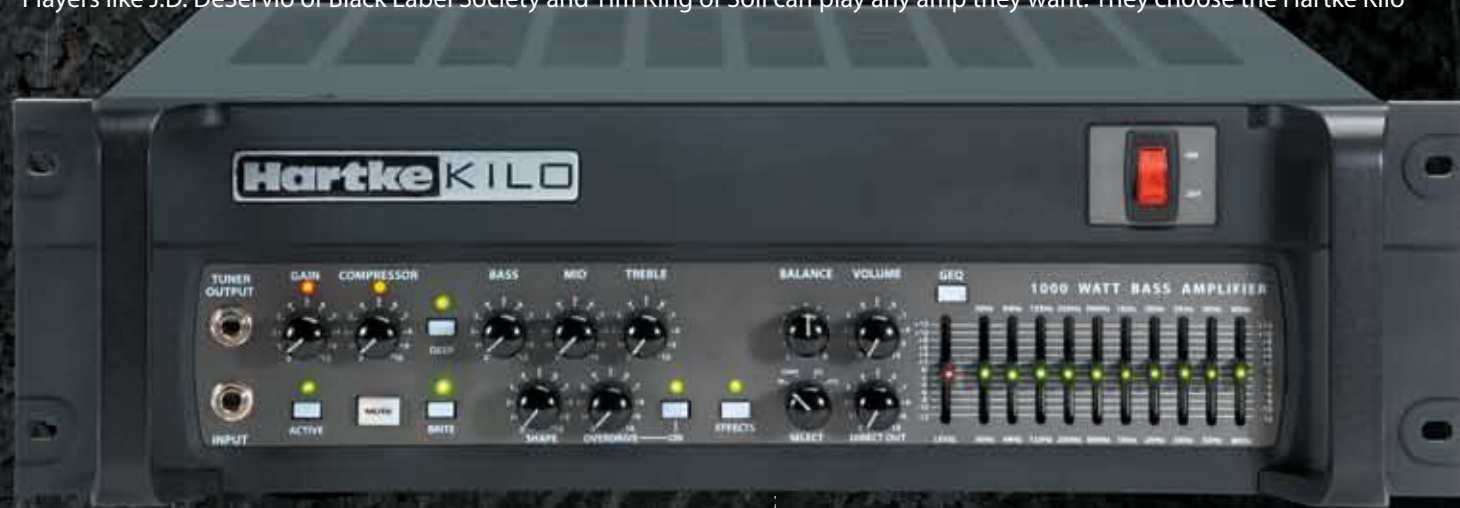 Players like J.D. DeServio of Black Label Society and Tim King of Soil can play any amp they want. They choose the Hartke Kilo
Hartke KILO
TUNER OUTPUT
GAIN COMPRESSOR BASS MID TREBLE BALANCE VOLUME GEQ
1000 WATT BASS AMPLIFIER
DEEP
INPUT ACTIVE MUTE BRITE SHAPE OVERDRIVE ON EFFECTS SELECT DIRECT OUT LEVEL